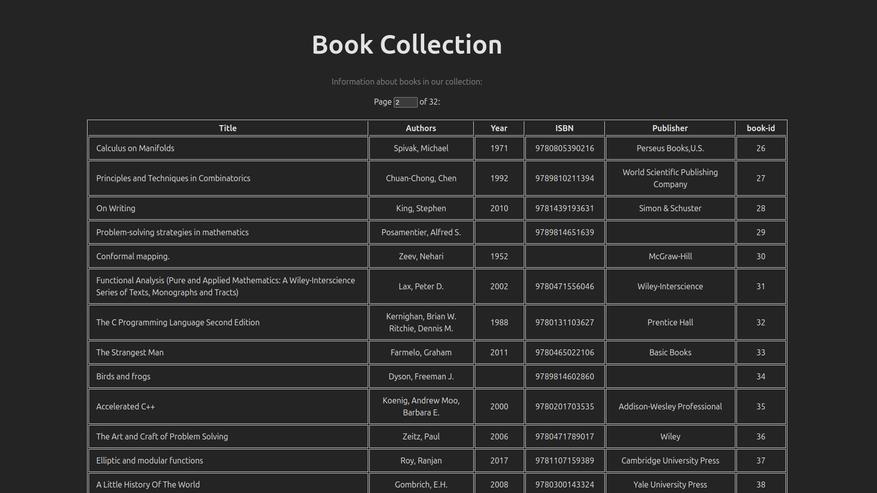 Book Collection
Information about books in our collection:
Page 2 of 32:
Title Authors Year ISBN Publisher book-id
Calculus on Manifolds Spivak, Michael 1971 9780805390216 Perseus Books,U.S. 26
Principles and Techniques in Combinatorics Chuan-Chong, Chen 1992 9789810211394 World Scientific Publishing Company 27
On Writing King, Stephen 2010 9781439193631 Simon & Schuster 28
Problem-solving strategies in mathematics Posamentier, Alfred S. 9789814651639 29
Conformal mapping. Zeev, Nehari 1952 McGraw-Hill 30
Functional Analysis (Pure and Applied Mathematics: A Wiley-Interscience Series of Texts, Monographs and Tracts) Lax, Peter D. 2002 9780471556046 Wiley-Interscience 31
The C Programming Language Second Edition Kernighan, Brian W. Ritchie, Dennis M. 1988 9780131103627 Prentice Hall 32
The Strangest Man Farmelo, Graham 2011 9780465022106 Basic Books 33
Birds and frogs Dyson, Freeman J. 9789814602860 34
Accelerated C++ Koenig, Andrew Moo, Barbara E. 2000 9780201703535 Addison-Wesley Professional 35
The Art and Craft of Problem Solving Zeitz, Paul 2006 9780471789017 Wiley 36
Elliptic and modular functions Roy, Ranjan 2017 9781107159389 Cambridge University Press 37
A Little History Of The World Gombrich, E.H. 2008 9780300143324 Yale University Press 38